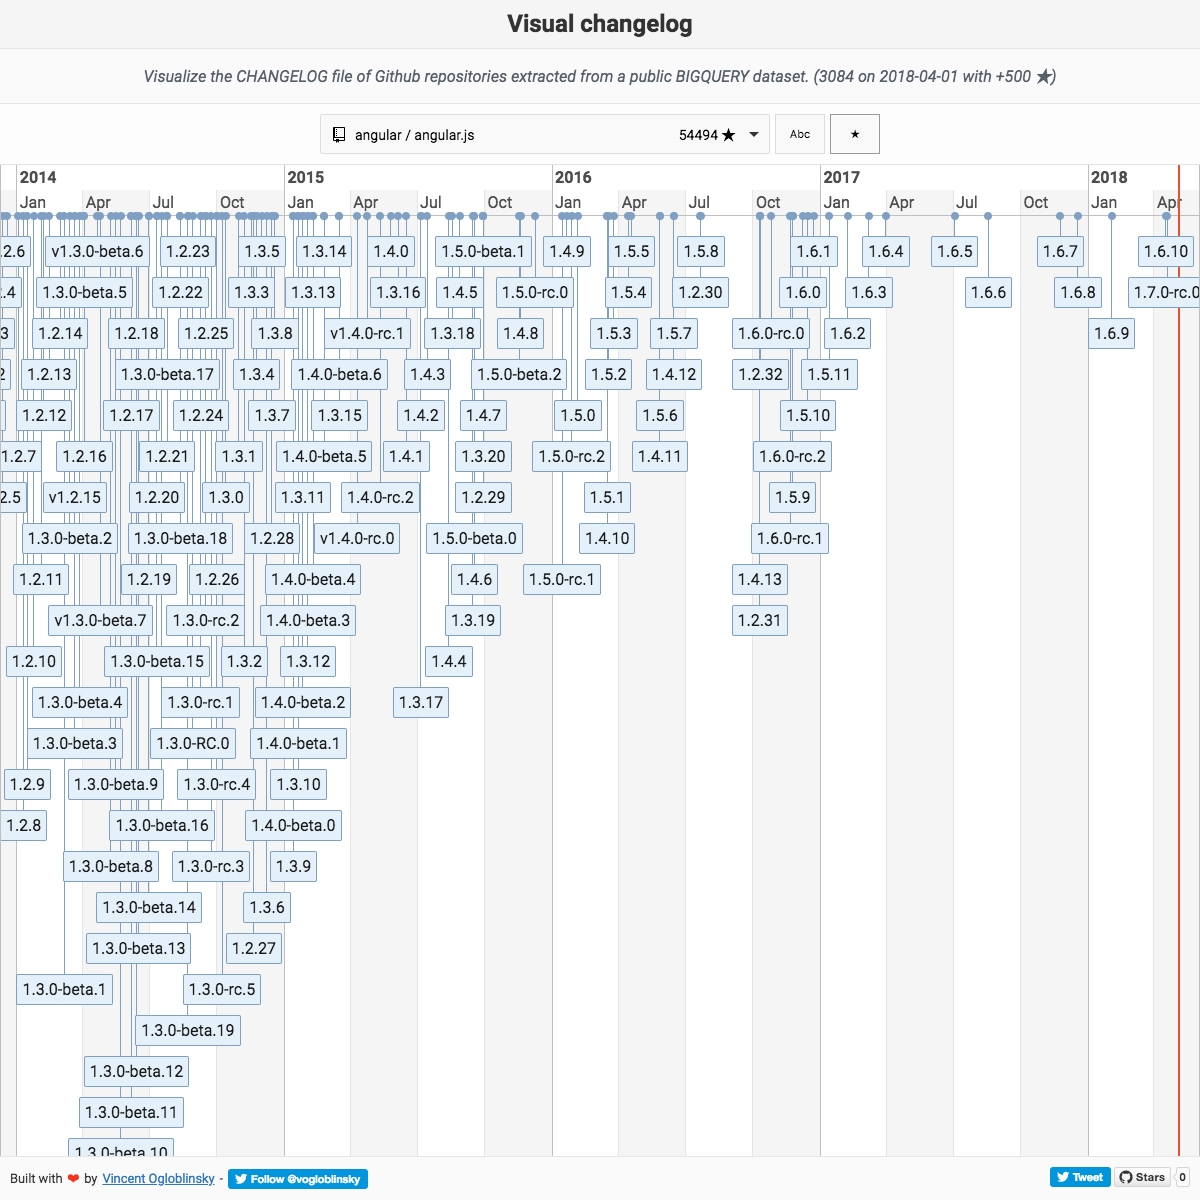 Visual changelog
Visualize the CHANGELOG file of Github repositories extracted from a public BIGQUERY dataset. (3084 on 2018-04-01 with +500 ★)
angular / angular.js 54494 ★ Abc ★
2014 2015 2016 2017 2018
Jan Apr Jul Oct Jan Apr Jul Oct Jan Apr Jul Oct Jan Apr Jul Oct Jan Apr
.2.6 v1.3.0-beta.6 1.2.23 1.3.5 1.3.14 1.4.0 1.5.0-beta.1 1.4.9 1.5.5 1.5.8 1.6.1 1.6.4 1.6.5 1.6.7 1.6.10
.4 1.3.0-beta.5 1.2.22 1.3.3 1.3.13 1.3.16 1.4.5 1.5.0-rc.0 1.5.4 1.2.30 1.6.0 1.6.3 1.6.6 1.6.8 1.7.0-rc.0
3 1.2.14 1.2.18 1.2.25 1.3.8 v1.4.0-rc.1 1.3.18 1.4.8 1.5.3 1.5.7 1.6.0-rc.0 1.6.2 1.6.9
2 1.2.13 1.3.0-beta.17 1.3.4 1.4.0-beta.6 1.4.3 1.5.0-beta.2 1.5.2 1.4.12 1.2.32 1.5.11
1.2.12 1.2.17 1.2.24 1.3.7 1.3.15 1.4.2 1.4.7 1.5.0 1.5.6 1.5.10
1.2.7 1.2.16 1.2.21 1.3.1 1.4.0-beta.5 1.4.1 1.3.20 1.5.0-rc.2 1.4.11 1.6.0-rc.2
2.5 v1.2.15 1.2.20 1.3.0 1.3.11 1.4.0-rc.2 1.2.29 1.5.1 1.5.9
1.3.0-beta.2 1.3.0-beta.18 1.2.28 v1.4.0-rc.0 1.5.0-beta.0 1.4.10 1.6.0-rc.1
1.2.11 1.2.19 1.2.26 1.4.0-beta.4 1.4.6 1.5.0-rc.1 1.4.13
v1.3.0-beta.7 1.3.0-rc.2 1.4.0-beta.3 1.3.19 1.2.31
1.2.10 1.3.0-beta.15 1.3.2 1.3.12 1.4.4
1.3.0-beta.4 1.3.0-rc.1 1.4.0-beta.2 1.3.17
1.3.0-beta.3 1.3.0-RC.0 1.4.0-beta.1
1.2.9 1.3.0-beta.9 1.3.0-rc.4 1.3.10
1.2.8 1.3.0-beta.16 1.4.0-beta.0
1.3.0-beta.8 1.3.0-rc.3 1.3.9
1.3.0-beta.14 1.3.6
1.3.0-beta.13 1.2.27
1.3.0-beta.1 1.3.0-rc.5
1.3.0-beta.19
1.3.0-beta.12
1.3.0-beta.11
1.3.0-beta.10
Built with ❤ by Vincent Ogloblinsky - Follow @vogloblinsky Tweet Stars 0